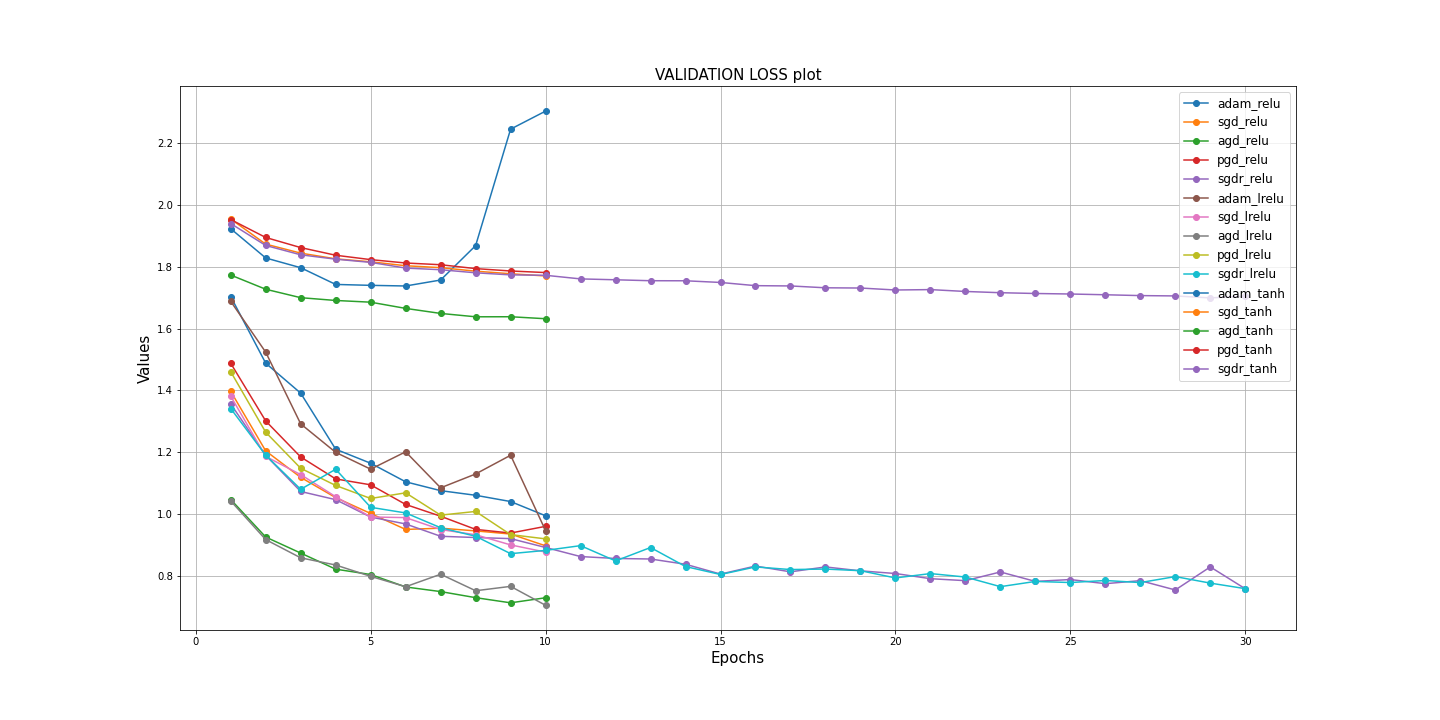 VALIDATION LOSS plot
Values
2.2
2.0
1.8
1.6
1.4
1.2
1.0
0.8
0
5
10
15
20
25
30
Epochs
adam_relu
sgd_relu
agd_relu
pgd_relu
sgdr_relu
adam_lrelu
sgd_lrelu
agd_lrelu
pgd_lrelu
sgdr_lrelu
adam_tanh
sgd_tanh
agd_tanh
pgd_tanh
sgdr_tanh